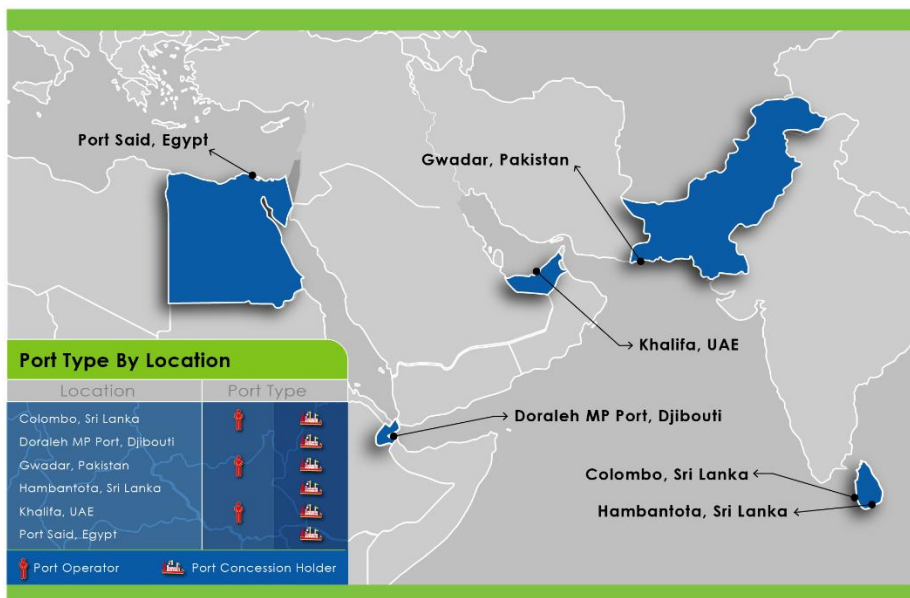 Port Said, Egypt
Gwadar, Pakistan
Khalifa, UAE
Doraleh MP Port, Djibouti
Colombo, Sri Lanka
Hambantota, Sri Lanka
Port Type By Location
Location Port Type
Colombo, Sri Lanka
Doraleh MP Port, Djibouti
Gwadar, Pakistan
Hambantota, Sri Lanka
Khalifa, UAE
Port Said, Egypt
Port Operator Port Concession Holder